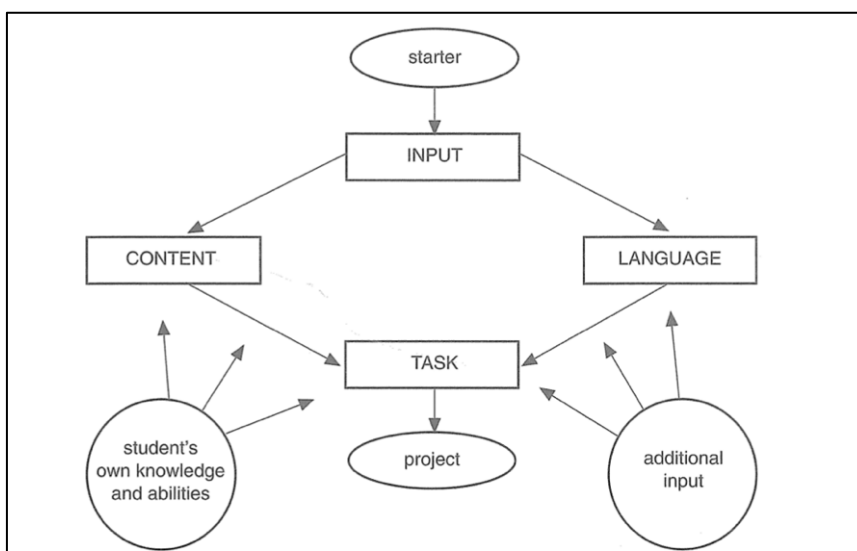 starter
INPUT
CONTENT
LANGUAGE
TASK
student's
own knowledge
and abilities
project
additional
input